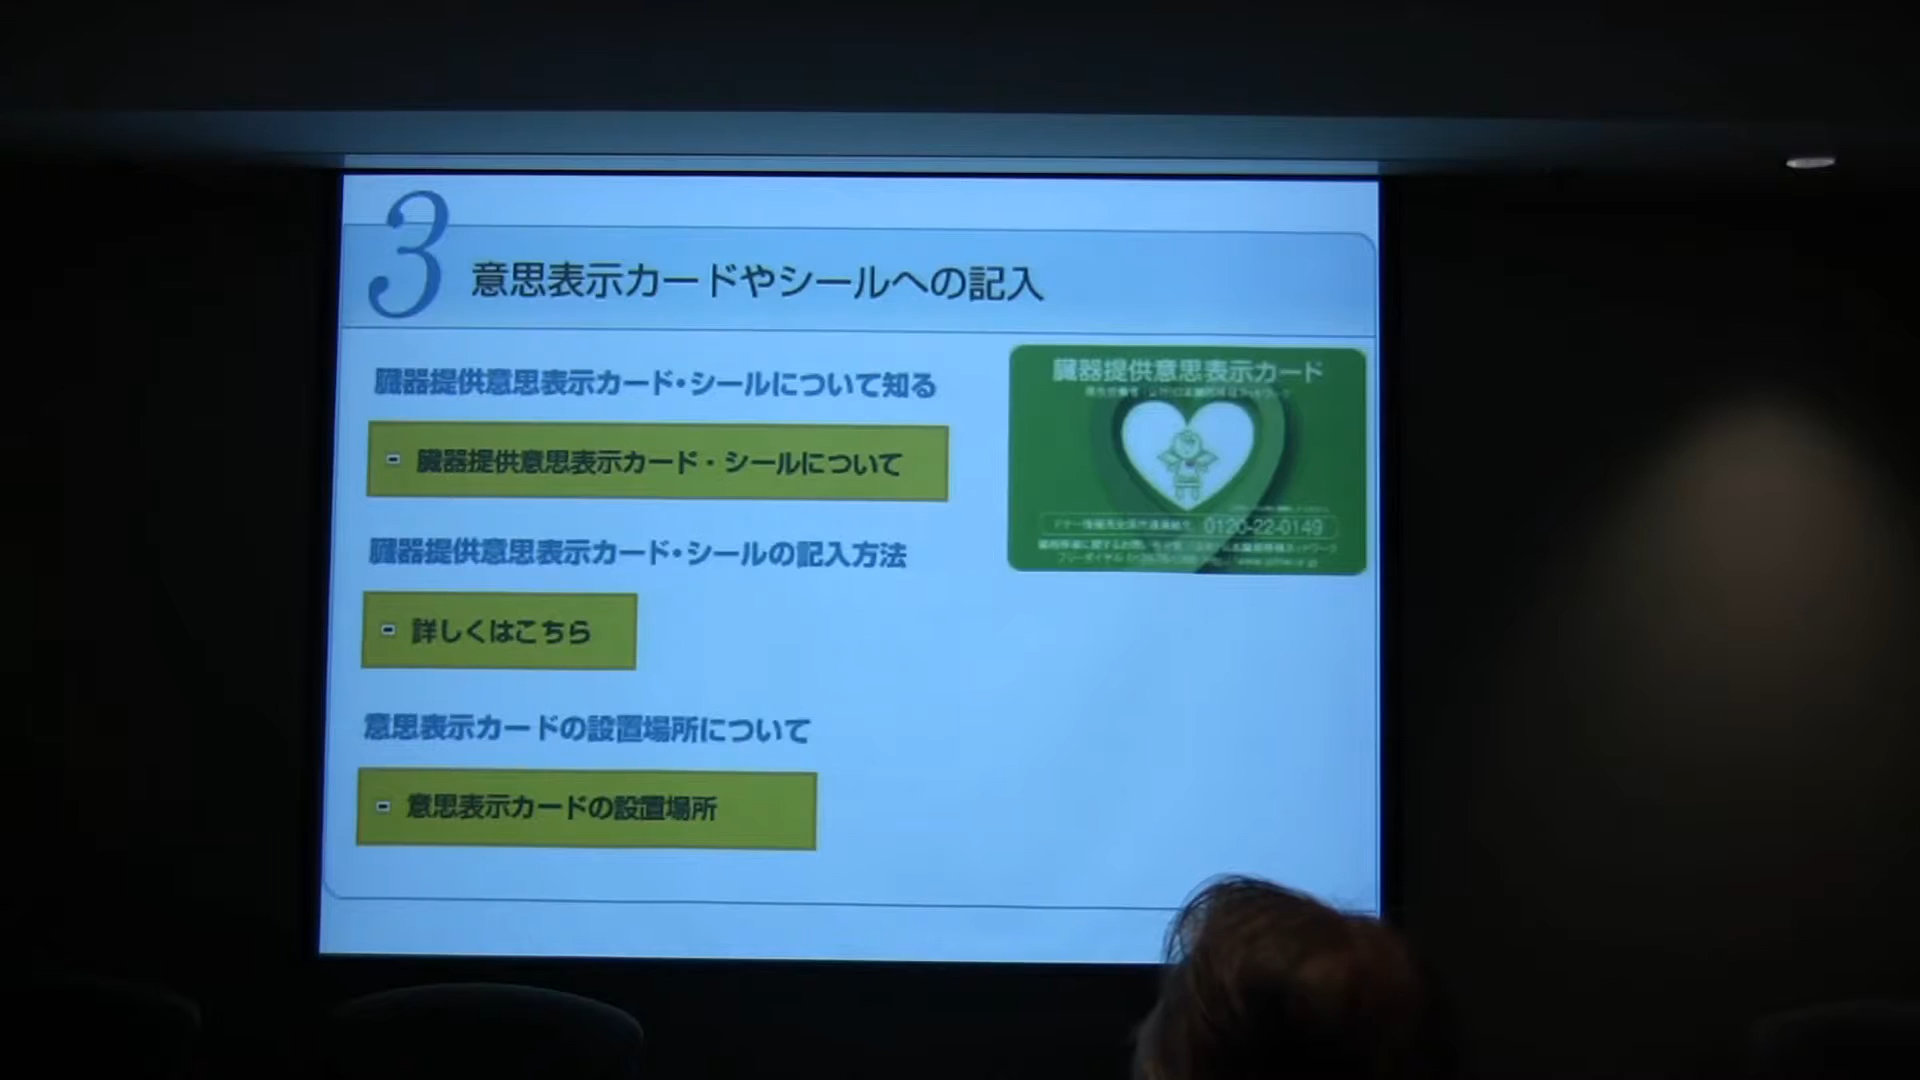 3
意思表示カードやシールへの記入
臓器提供意思表示カード・シールについて知る
臓器提供意思表示カード・シールについて
臓器提供意思表示カード・シールの記入方法
詳しくはこちら
意思表示カードの設置場所について
意思表示カードの設置場所
臓器提供意思表示カード
0120-22-0149